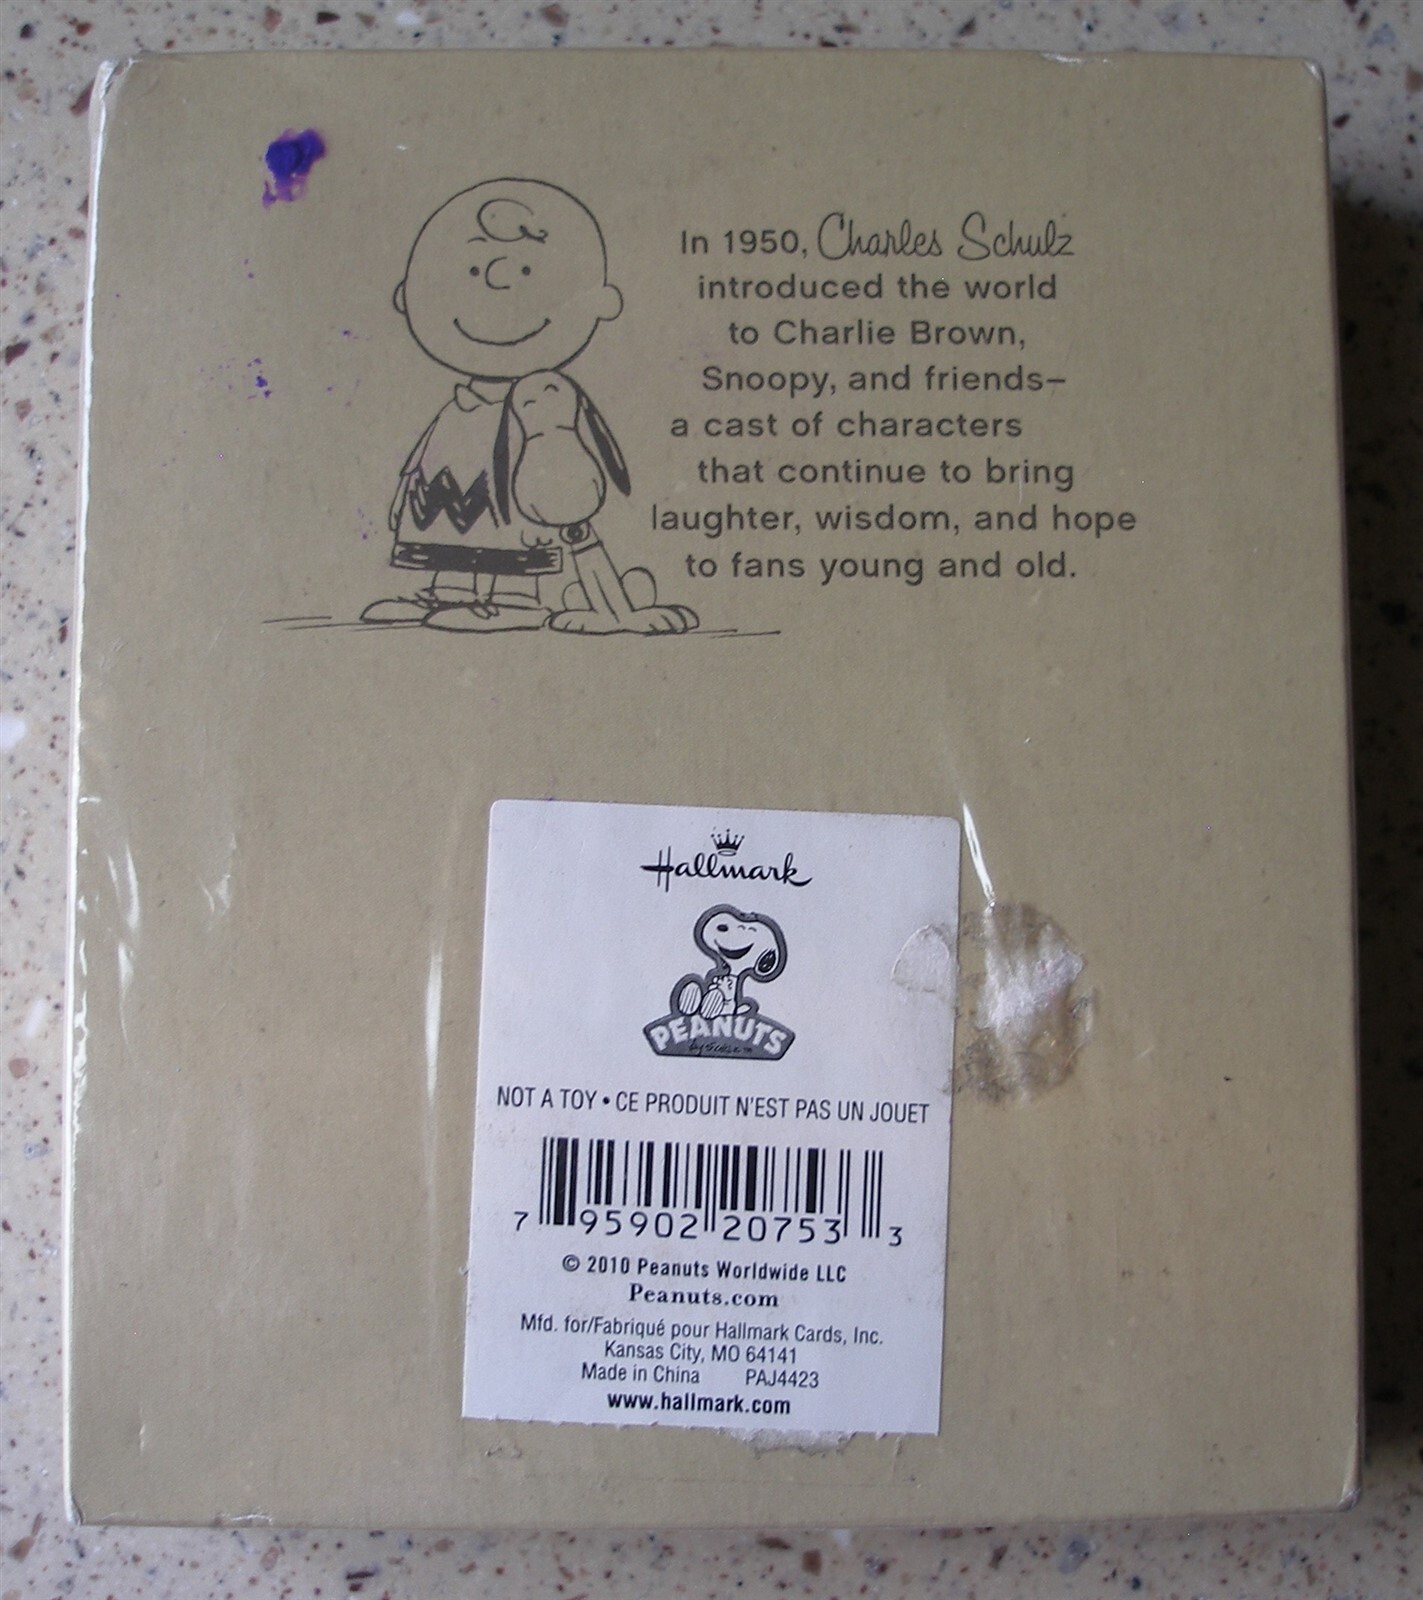 In 1950, Charles Schulz
introduced the world
to Charlie Brown,
Snoopy, and friends–
a cast of characters
that continue to bring
laughter, wisdom, and hope
to fans young and old.
Hallmark
PEANUTS
NOT A TOY • CE PRODUIT N'EST PAS UN JOUET
7 95902 20753 3
© 2010 Peanuts Worldwide LLC
Peanuts.com
Mfd. for/Fabriqué pour Hallmark Cards, Inc.
Kansas City, MO 64141
Made in China PAJ4423
www.hallmark.com